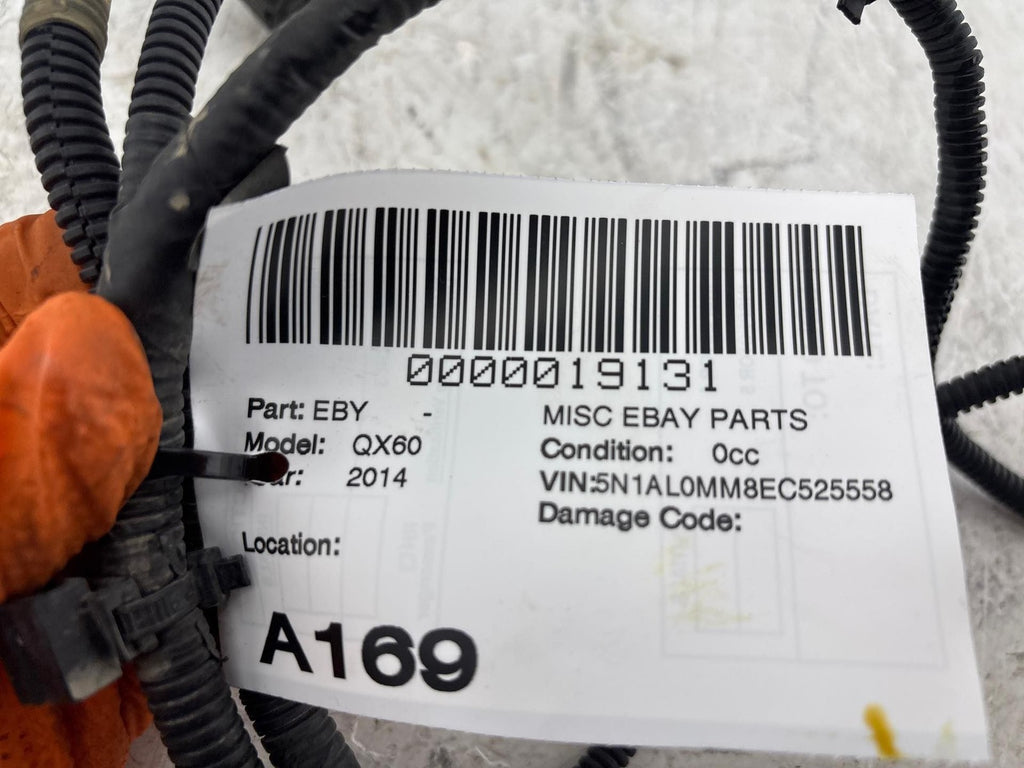 0000019131
Part: EBY - MISC EBAY PARTS
Model: QX60 Condition: 0cc
2014 VIN:5N1AL0MM8EC525558
Damage Code:
Location:
A169